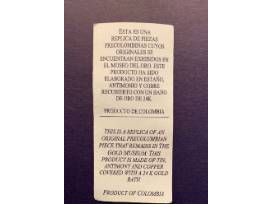 ESTA ES UNA
REPLICA DE PIEZAS
PRECOLOMBINAS CUYOS
ORIGINALES SE
ENCUENTRAN EXHIBIDOS EN
EL MUSEO DEL ORO. ESTE
PRODUCTO HA SIDO
ELABORADO EN ESTAÑO,
ANTIMONIO Y COBRE
RECUBIERTO CON UN BAÑO
DE ORO DE 24K.
PRODUCTO DE COLOMBIA
THIS IS A REPLICA OF AN
ORIGINAL PRECOLUMBIAN
PIECE THAT REMAINS IN THE
GOLD MUSEUM. THIS
PRODUCT IS MADE OF TIN,
ANTIMONY AND COPPER
COVERED WITH A 24 K GOLD
BATH
PRODUCT OF COLOMBIA